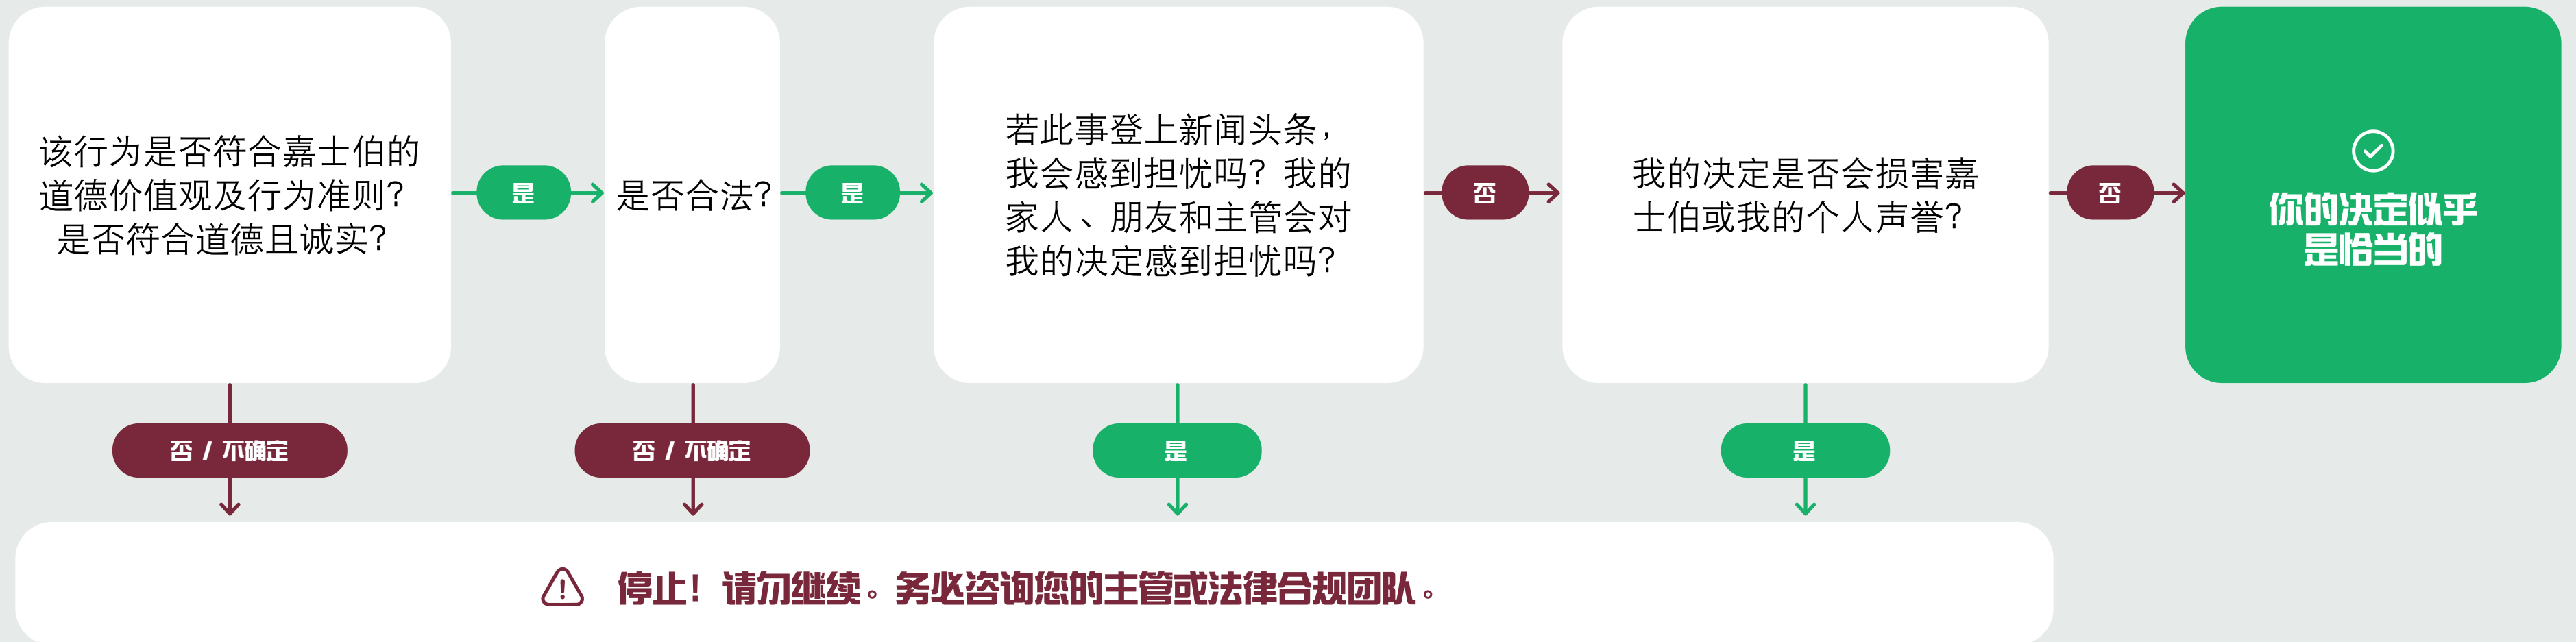 该行为是否符合嘉士伯的
道德价值观及行为准则？
是否符合道德且诚实？
是
是否合法？
是
若此事登上新闻头条，
我会感到担忧吗？我的
家人、朋友和主管会对
我的决定感到担忧吗？
否
我的决定是否会损害嘉
士伯或我的个人声誉？
否
你的决定似乎
是恰当的
否 / 不确定
否 / 不确定
是
是
停止！请勿继续。务必咨询您的主管或法律合规团队。